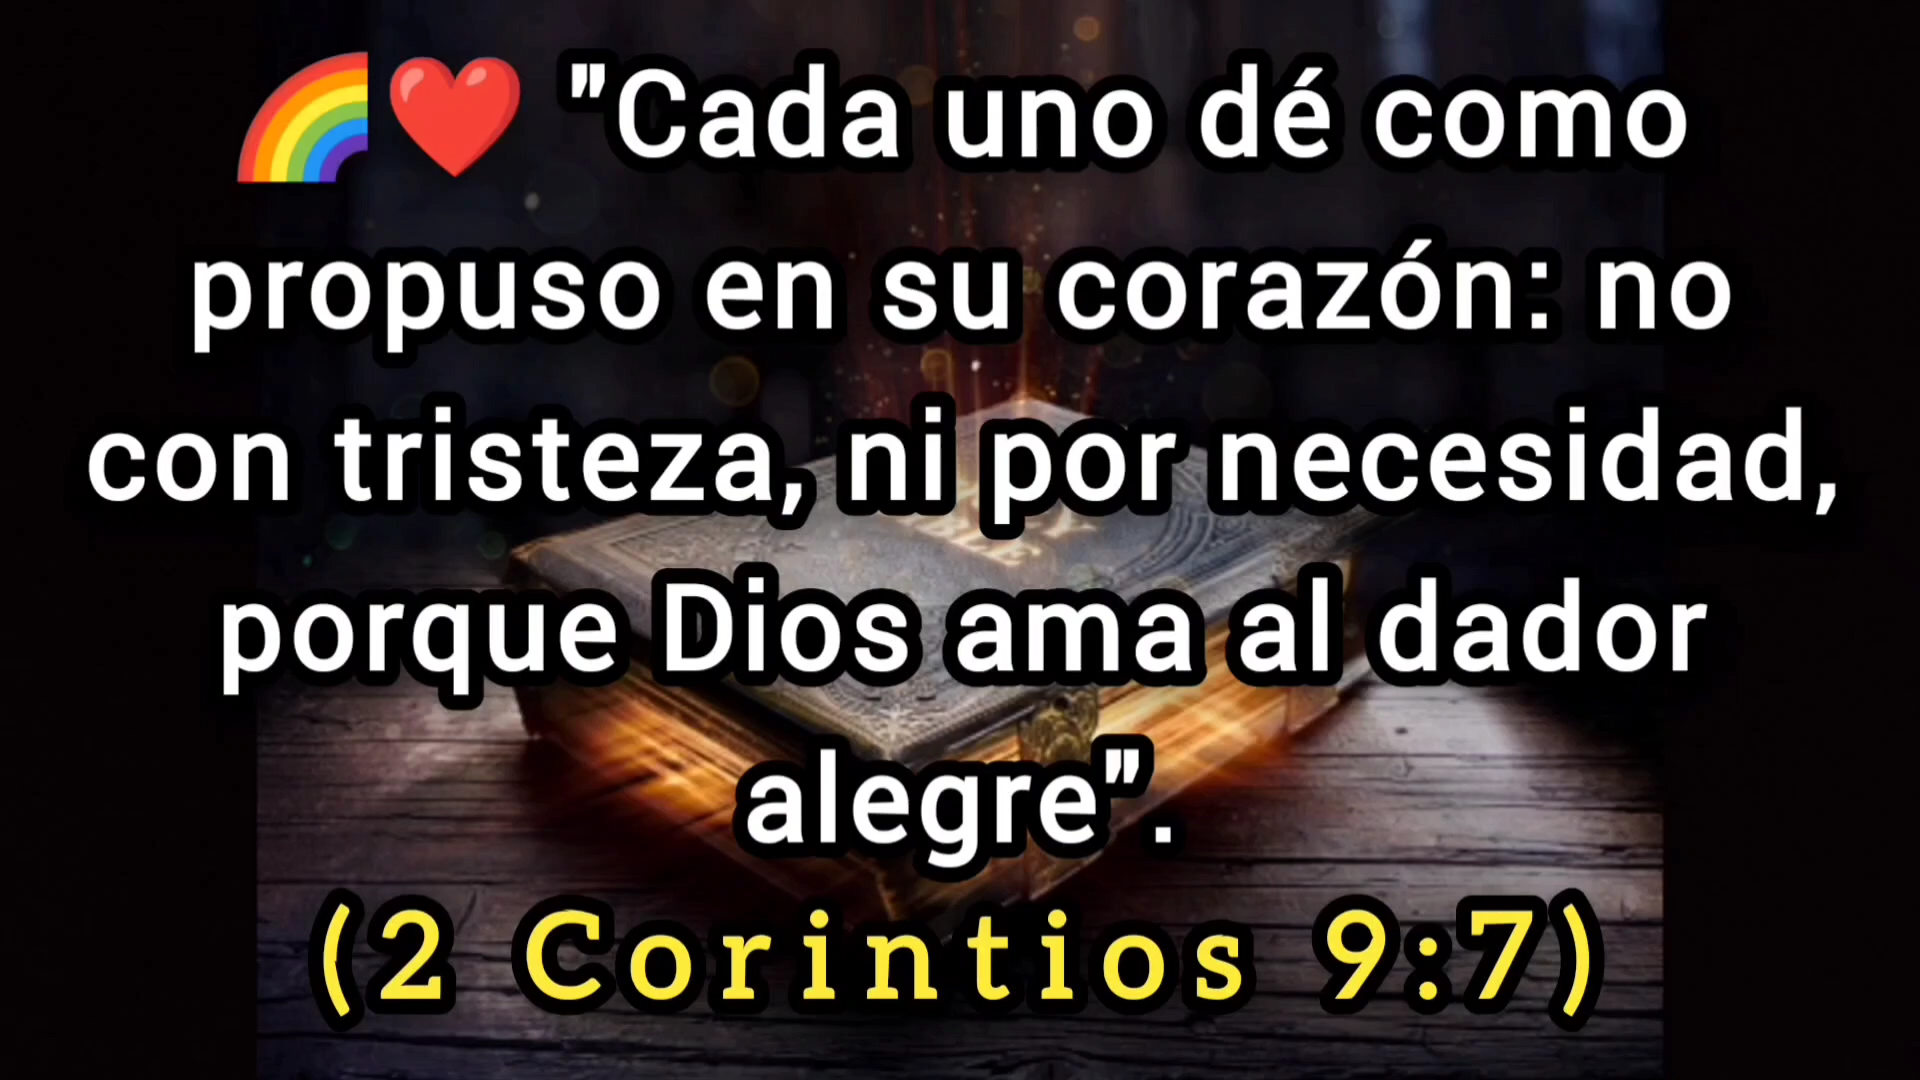 🌈❤️ "Cada uno dé como
propuso en su corazón: no
con tristeza, ni por necesidad,
porque Dios ama al dador
alegre".
(2 Corintios 9:7)